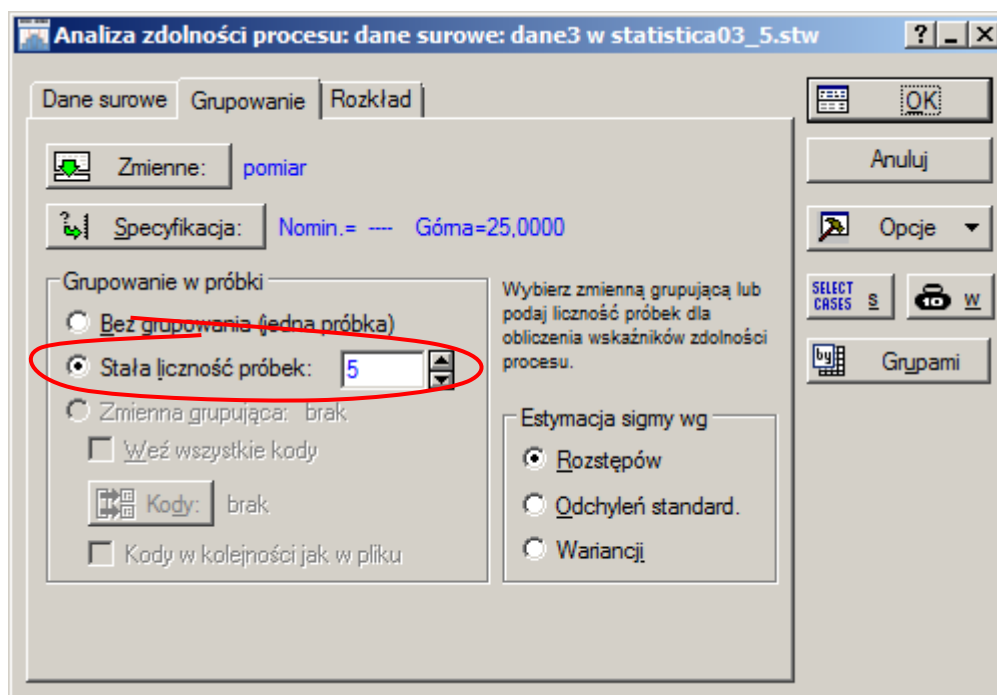 Analiza zdolności procesu: dane surowe: dane3 w statistica03_5.stw
Dane surowe
Grupowanie
Rozkład
Zmienne:
pomiar
Specyfikacja:
Nomin.= ---- Górna=25,0000
Grupowanie w próbki
Bez grupowania (jedna próbka)
Stała liczność próbek:
5
Zmienna grupująca: brak
Weź wszystkie kody
Kody:
brak
Kody w kolejności jak w pliku
Wybierz zmienną grupującą lub
podaj liczność próbek dla
obliczenia wskaźników zdolności
procesu.
Estymacja sigmy wg
Rozstępów
Odchyleń standard.
Wariancji
OK
Anuluj
Opcje
SELECT
CASES
S
10
W
by
Grupami